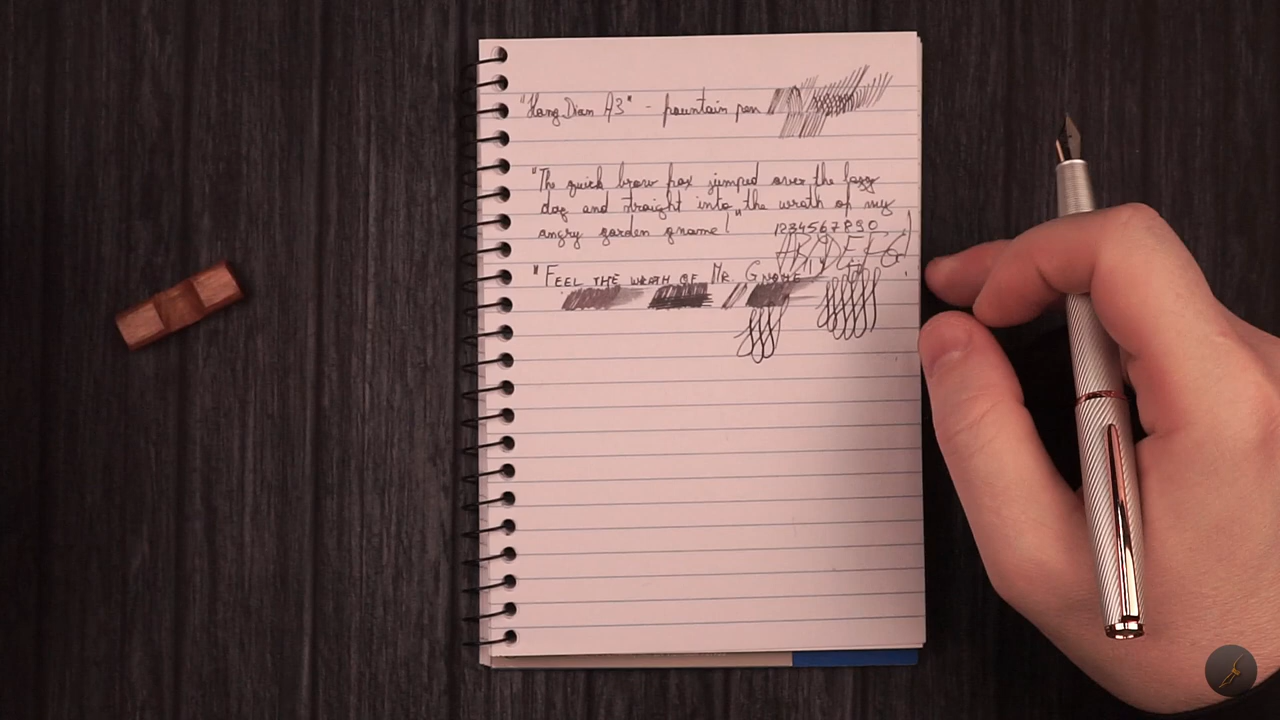 "Hong Dian A3" - fountain pen
"The quick brow fox jumped over the lazy
dog and straight into the wrath of my
angry garden gnome!"
1234567890
ABCDEFG!
"FEEL THE WRATH OF MR. GNOME